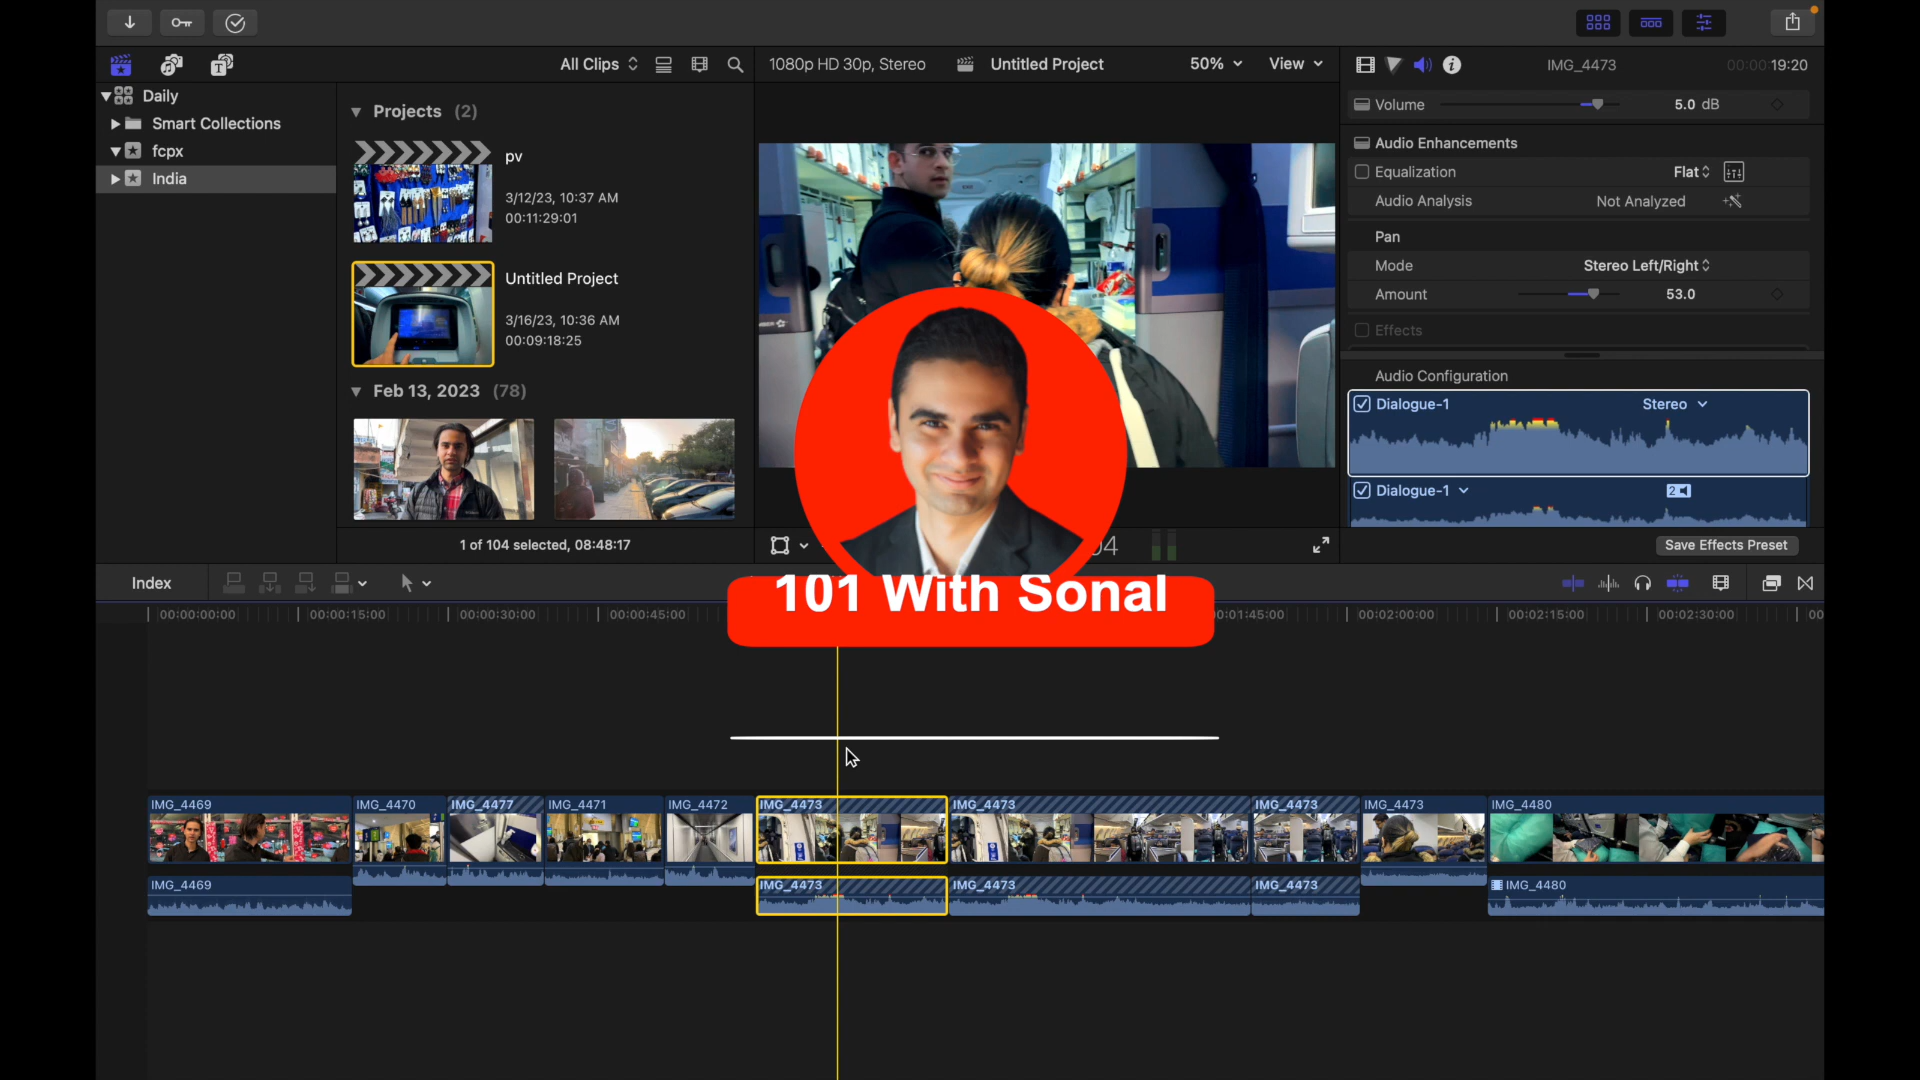 All Clips
1080p HD 30p, Stereo
Untitled Project
50%
View
IMG_4473
00:00:19:20
Daily
Smart Collections
fcpx
India
Projects (2)
pv
3/12/23, 10:37 AM
00:11:29:01
Untitled Project
3/16/23, 10:36 AM
00:09:18:25
Feb 13, 2023 (78)
1 of 104 selected, 08:48:17
Volume 5.0 dB
Audio Enhancements
Equalization Flat
Audio Analysis Not Analyzed
Pan
Mode Stereo Left/Right
Amount 53.0
Effects
Audio Configuration
Dialogue-1 Stereo
Dialogue-1 2
Save Effects Preset
04
101 With Sonal
Index
00:00:00:00 00:00:15:00 00:00:30:00 00:00:45:00 0:01:45:00 00:02:00:00 00:02:15:00 00:02:30:00 00
IMG_4469 IMG_4470 IMG_4477 IMG_4471 IMG_4472 IMG_4473 IMG_4473 IMG_4473 IMG_4473 IMG_4480
IMG_4469 IMG_4473 IMG_4473 IMG_4473 IMG_4480